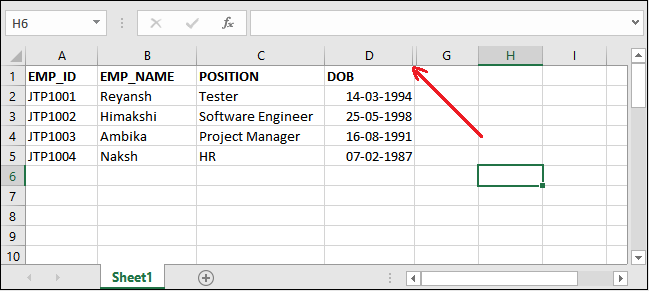 H6 fx
A B C D G H I
1 EMP_ID EMP_NAME POSITION DOB
2 JTP1001 Reyansh Tester 14-03-1994
3 JTP1002 Himakshi Software Engineer 25-05-1998
4 JTP1003 Ambika Project Manager 16-08-1991
5 JTP1004 Naksh HR 07-02-1987
6
7
8
9
10
Sheet1